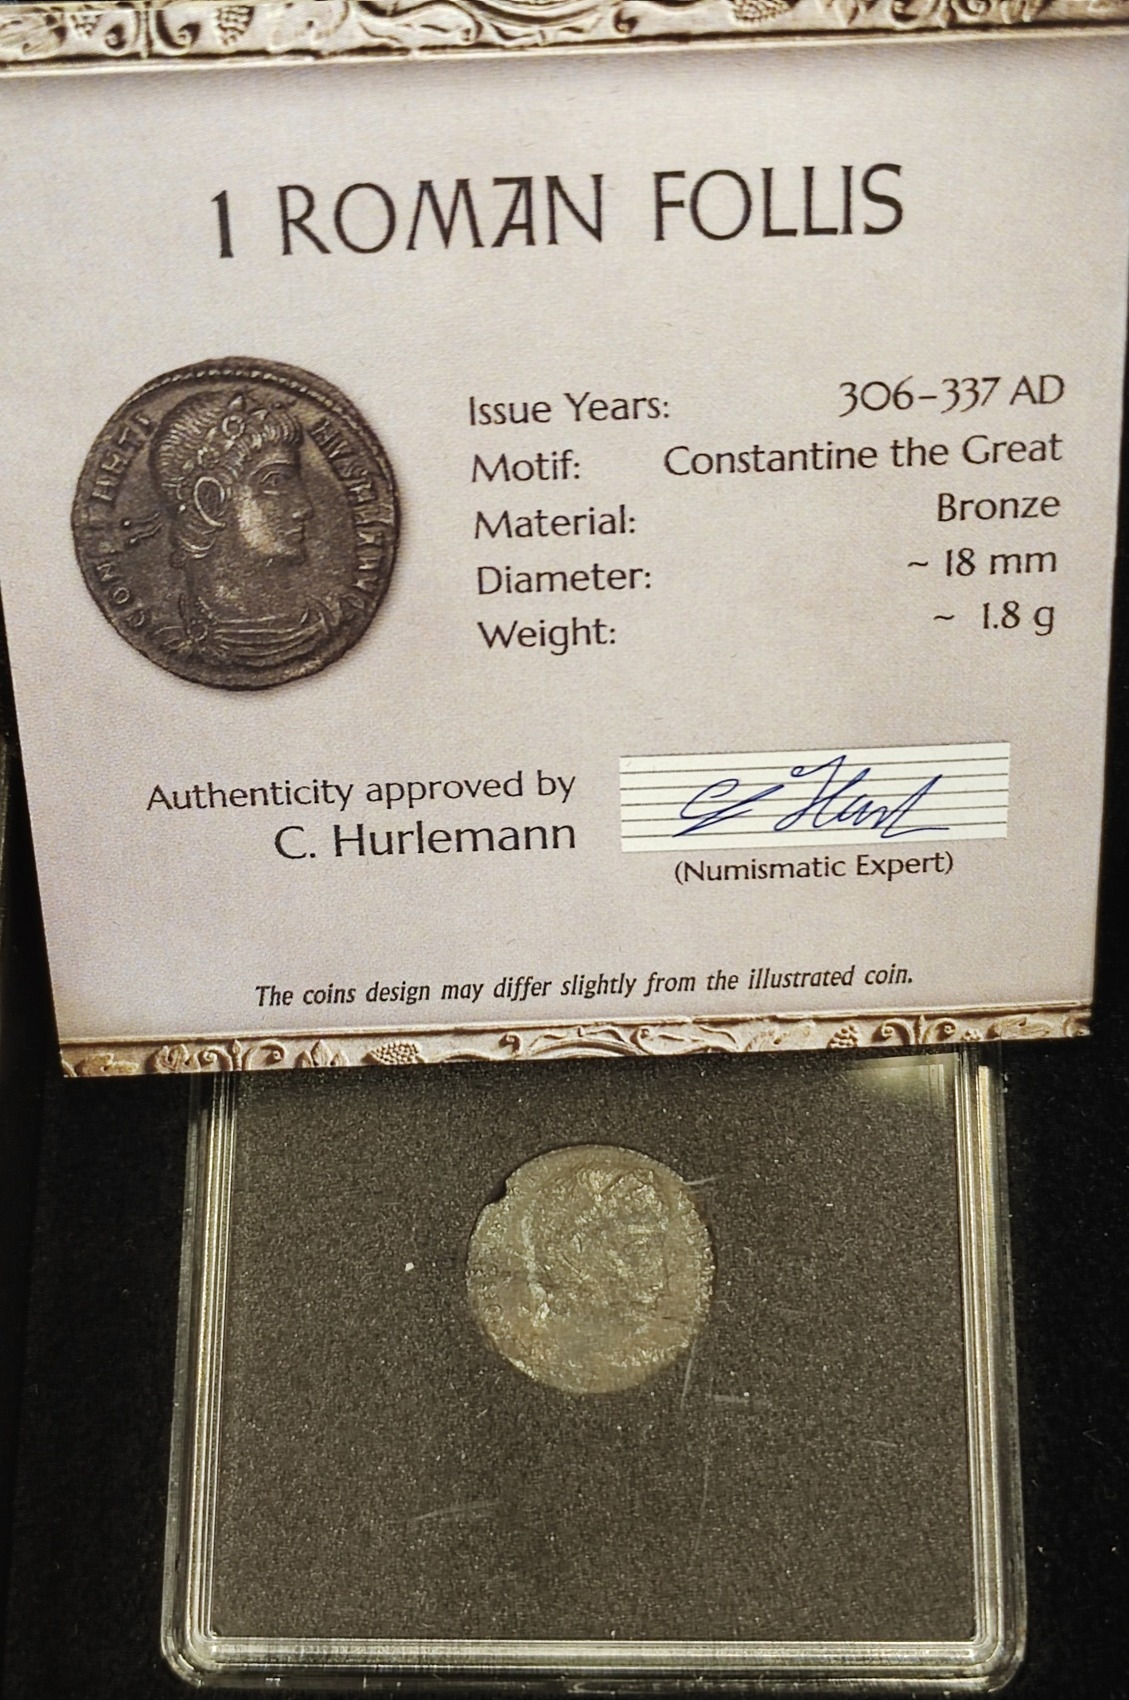 1 ROMAN FOLLIS
Issue Years: 306–337 AD
Motif: Constantine the Great
Material: Bronze
Diameter: ~ 18 mm
Weight: ~ 1.8 g
Authenticity approved by
C. Hurlemann
(Numismatic Expert)
The coins design may differ slightly from the illustrated coin.